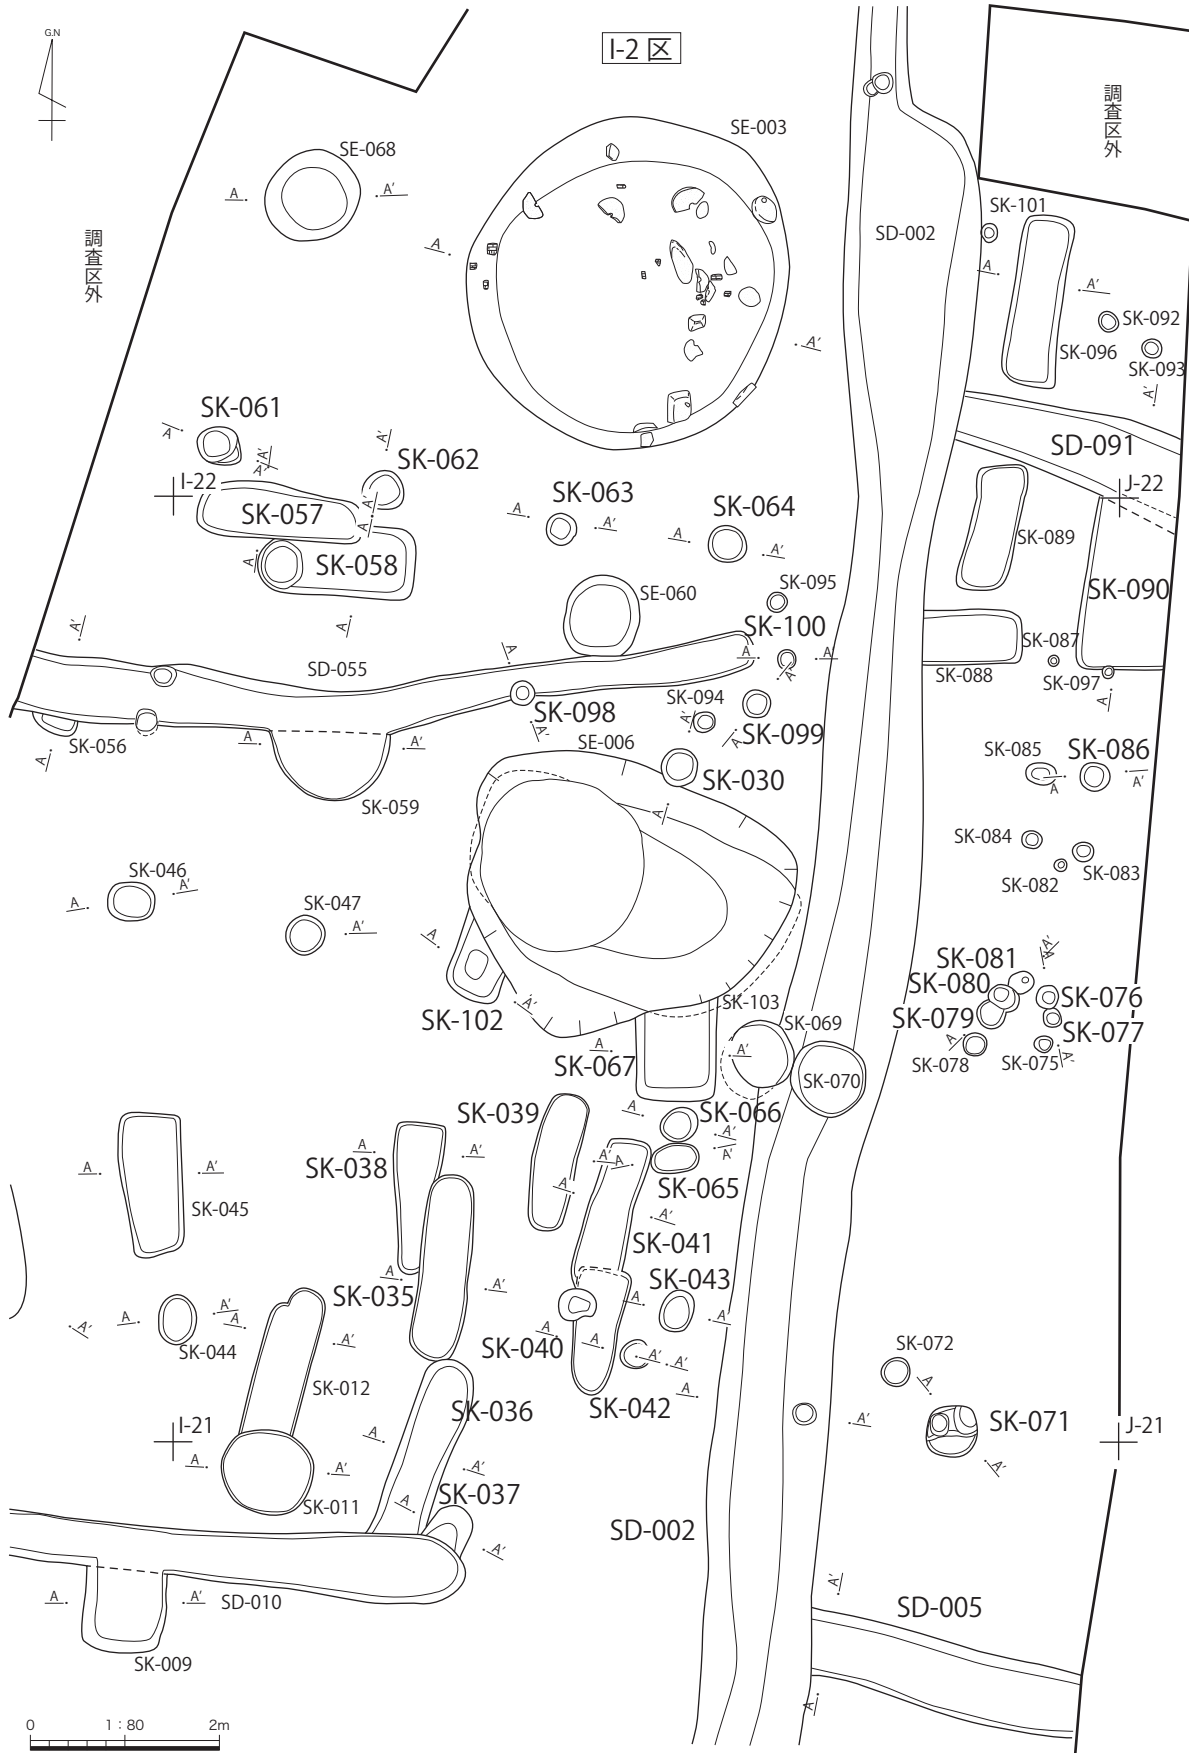 G.N
I-2 区
調査区外
調査区外
SE-003
SE-068
A
A'
SK-101
SD-002
A
A
A'
SK-092
SK-096
SK-093
A'
A'
SK-061
A
A'
A'
A'
SK-062
SD-091
I-22
J-22
SK-057
A'
A
SK-063
A
A'
SK-064
A
A'
SK-089
SK-058
A
SK-095
SE-060
SK-090
A'
A
SK-100
A
A'
A
SK-087
SD-055
SK-088
SK-097
A
SK-094
A'
SK-098
A'
SK-099
A
A
SK-056
A
A
A'
SE-006
SK-085
SK-086
A
A'
SK-030
SK-059
A
SK-084
SK-083
SK-082
SK-046
A
A'
SK-047
A'
A
SK-081
A'
A
SK-080
SK-076
SK-102
A'
SK-103
SK-069
SK-079
SK-077
A
SK-067
A'
A
SK-078
SK-075
A'
SK-070
SK-039
A
SK-066
A'
A'
A
SK-038
A'
A'
A
SK-065
A
A'
A
SK-045
A'
SK-041
SK-035
A
A'
SK-043
A
A'
A'
A
A'
A
SK-044
A'
SK-040
A
A
A'
A'
SK-072
A
SK-012
SK-036
SK-042
A
A'
SK-071
I-21
J-21
A
A'
A
A'
A'
SK-011
A
SK-037
SD-002
A'
A
A'
SD-010
A'
SD-005
SK-009
A
0
1：80
2m